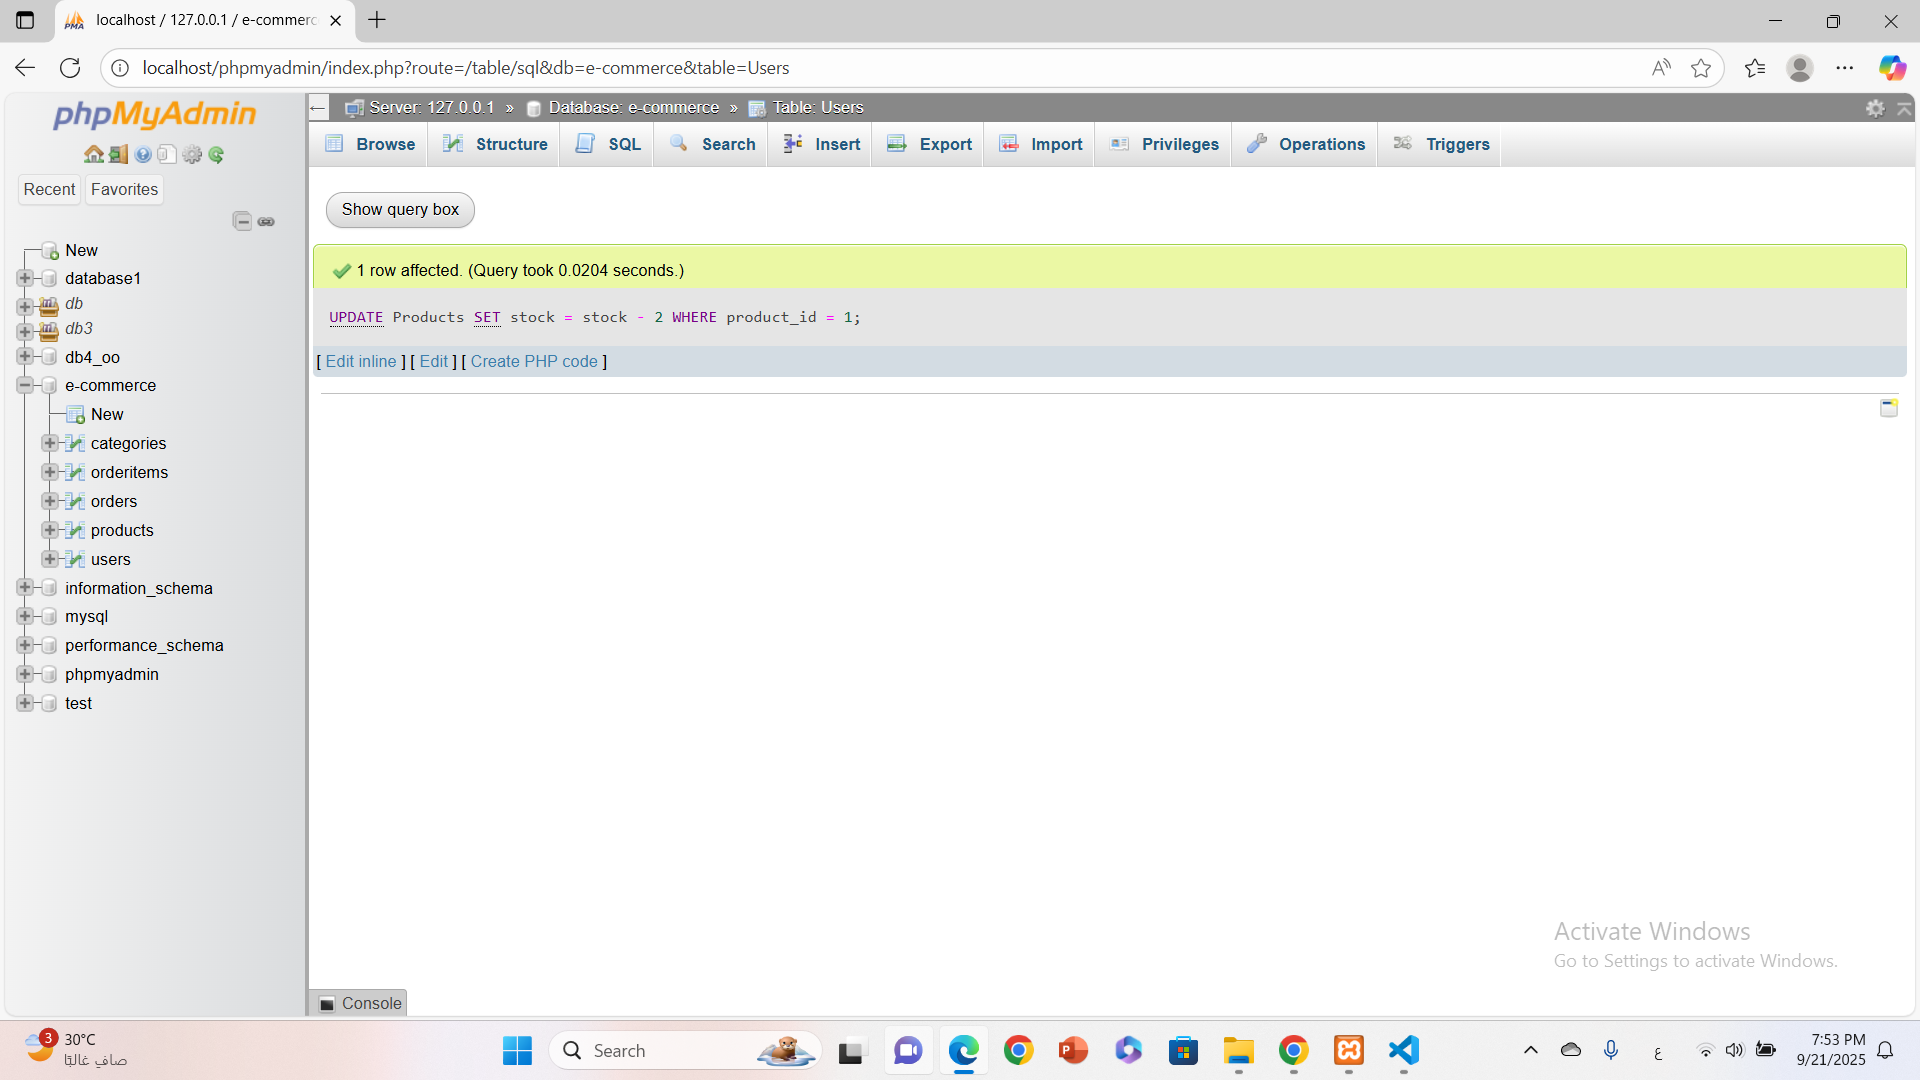 localhost / 127.0.0.1 / e-commerc
localhost/phpmyadmin/index.php?route=/table/sql&db=e-commerce&table=Users
phpMyAdmin
Recent
Favorites
New
database1
db
db3
db4_oo
e-commerce
New
categories
orderitems
orders
products
users
information_schema
mysql
performance_schema
phpmyadmin
test
Server: 127.0.0.1 » Database: e-commerce » Table: Users
Browse
Structure
SQL
Search
Insert
Export
Import
Privileges
Operations
Triggers
Show query box
1 row affected. (Query took 0.0204 seconds.)
UPDATE Products SET stock = stock - 2 WHERE product_id = 1;
[ Edit inline ] [ Edit ] [ Create PHP code ]
Activate Windows
Go to Settings to activate Windows.
Console
3
30°C
صافٍ غالبًا
Search
ع
7:53 PM
9/21/2025